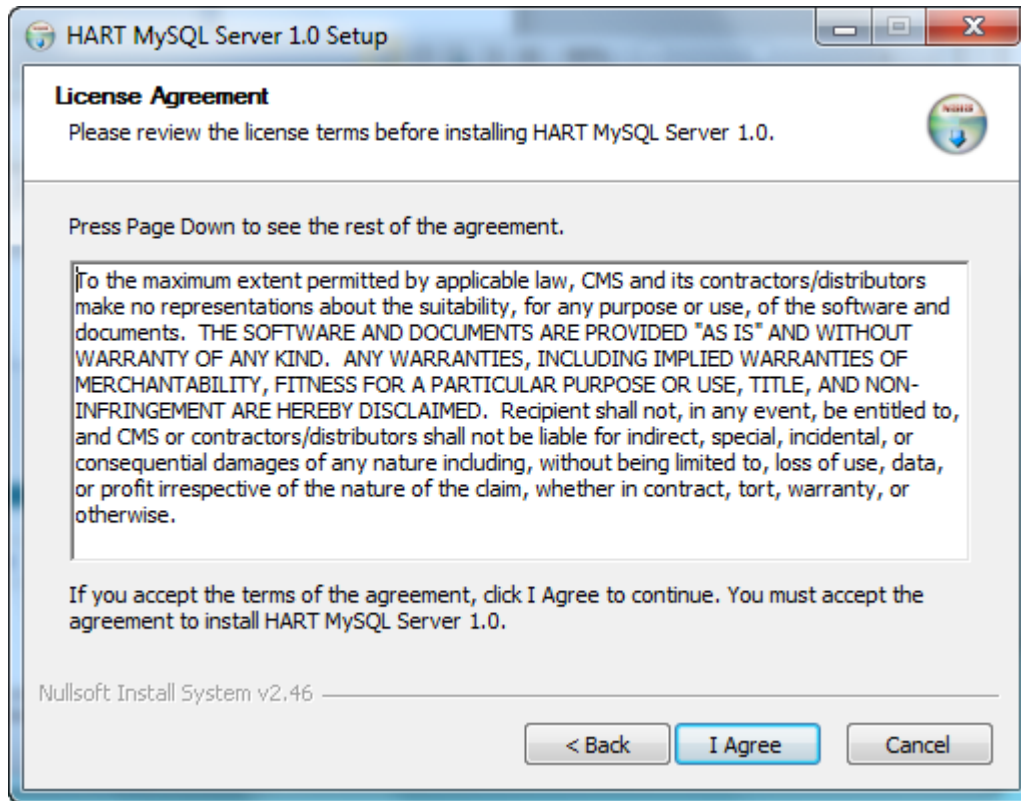 HART MySQL Server 1.0 Setup
License Agreement
Please review the license terms before installing HART MySQL Server 1.0.
NSIS
Press Page Down to see the rest of the agreement.
To the maximum extent permitted by applicable law, CMS and its contractors/distributors
make no representations about the suitability, for any purpose or use, of the software and
documents.  THE SOFTWARE AND DOCUMENTS ARE PROVIDED "AS IS" AND WITHOUT
WARRANTY OF ANY KIND.  ANY WARRANTIES, INCLUDING IMPLIED WARRANTIES OF
MERCHANTABILITY, FITNESS FOR A PARTICULAR PURPOSE OR USE, TITLE, AND NON-
INFRINGEMENT ARE HEREBY DISCLAIMED.  Recipient shall not, in any event, be entitled to,
and CMS or contractors/distributors shall not be liable for indirect, special, incidental, or
consequential damages of any nature including, without being limited to, loss of use, data,
or profit irrespective of the nature of the claim, whether in contract, tort, warranty, or
otherwise.
If you accept the terms of the agreement, click I Agree to continue. You must accept the
agreement to install HART MySQL Server 1.0.
Nullsoft Install System v2.46
< Back
I Agree
Cancel